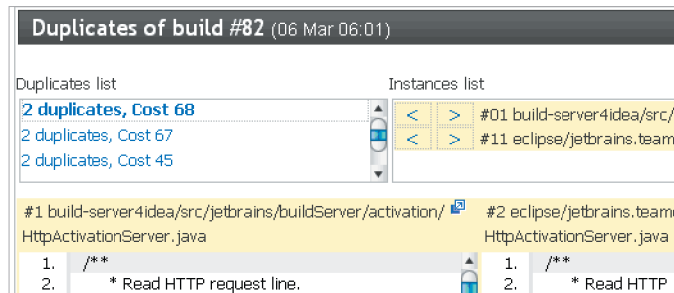 Duplicates of build #82 (06 Mar 06:01)
Duplicates list
Instances list
2 duplicates, Cost 68
2 duplicates, Cost 67
2 duplicates, Cost 45
< > #01 build-server4idea/src/
< > #11 eclipse/jetbrains.team
#1 build-server4idea/src/jetbrains/buildServer/activation/
HttpActivationServer.java
1. /**
2. * Read HTTP request line.
#2 eclipse/jetbrains.team
HttpActivationServer.java
1. /**
2. * Read HTTP